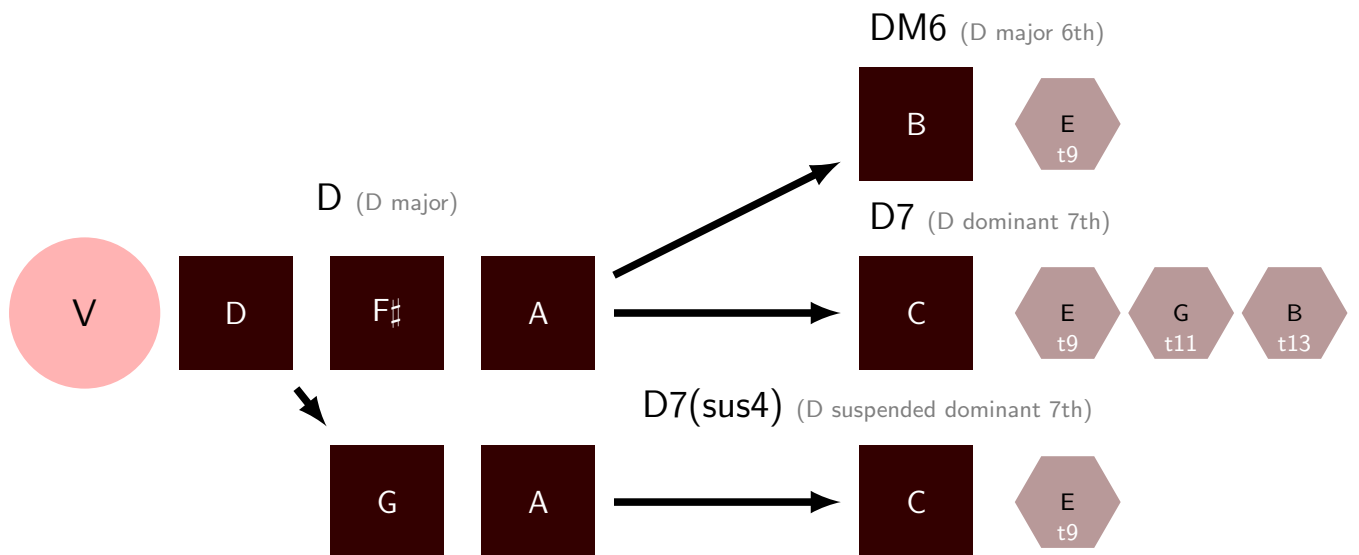 DM6 (D major 6th)
B E
t9
D (D major)
D7 (D dominant 7th)
V D F♯ A C E G B
t9 t11 t13
D7(sus4) (D suspended dominant 7th)
G A C E
t9